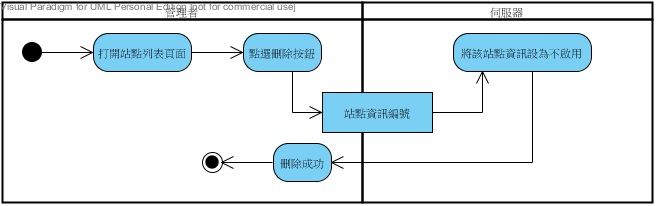 Visual Paradigm for UML Personal Edition [not for commercial use]
管理者
伺服器
打開站點列表頁面
點選刪除按鈕
將該站點資訊設為不啟用
站點資訊編號
刪除成功